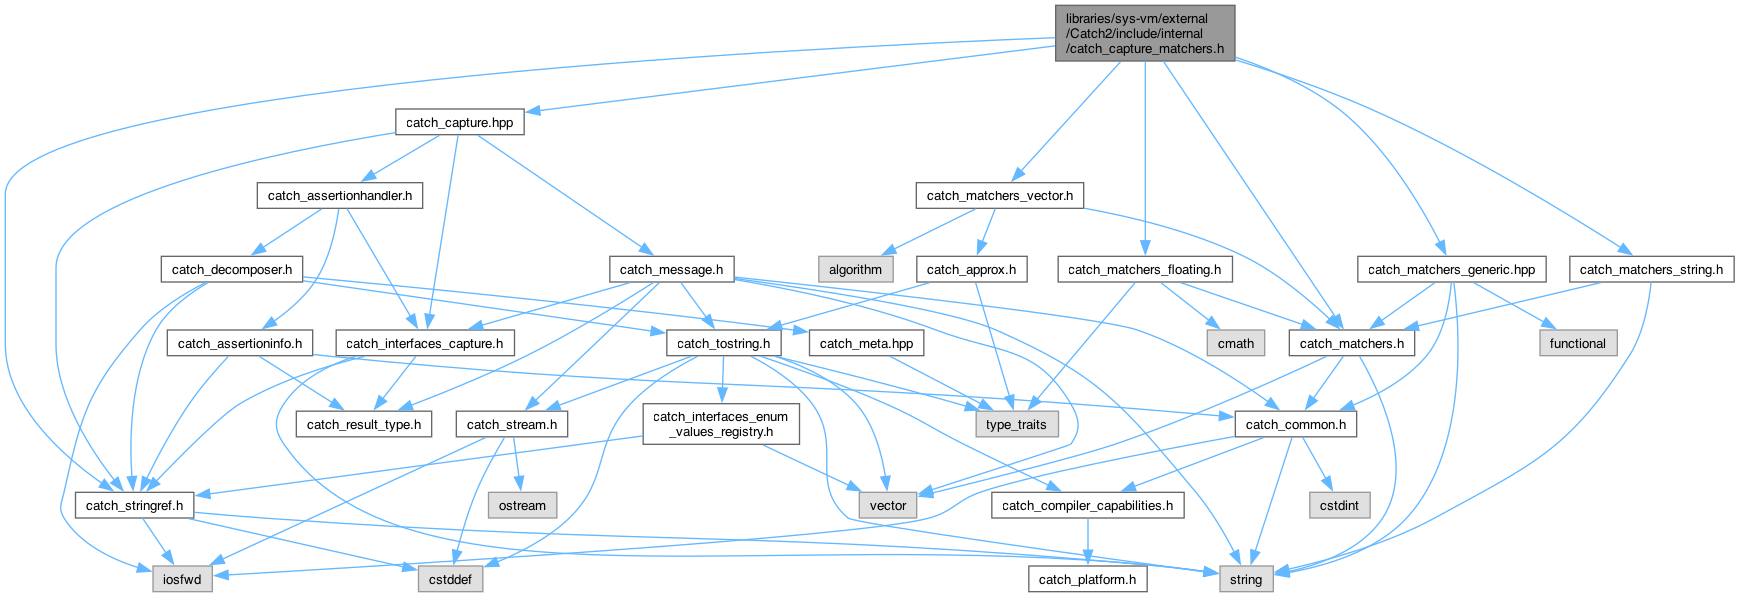 libraries/sys-vm/external
/Catch2/include/internal
/catch_capture_matchers.h
catch_capture.hpp
catch_assertionhandler.h
catch_matchers_vector.h
catch_decomposer.h
catch_message.h
algorithm
catch_approx.h
catch_matchers_floating.h
catch_matchers_generic.hpp
catch_matchers_string.h
catch_assertioninfo.h
catch_interfaces_capture.h
catch_tostring.h
catch_meta.hpp
cmath
catch_matchers.h
functional
catch_result_type.h
catch_stream.h
catch_interfaces_enum
_values_registry.h
type_traits
catch_common.h
catch_stringref.h
ostream
vector
catch_compiler_capabilities.h
cstdint
iosfwd
cstddef
catch_platform.h
string